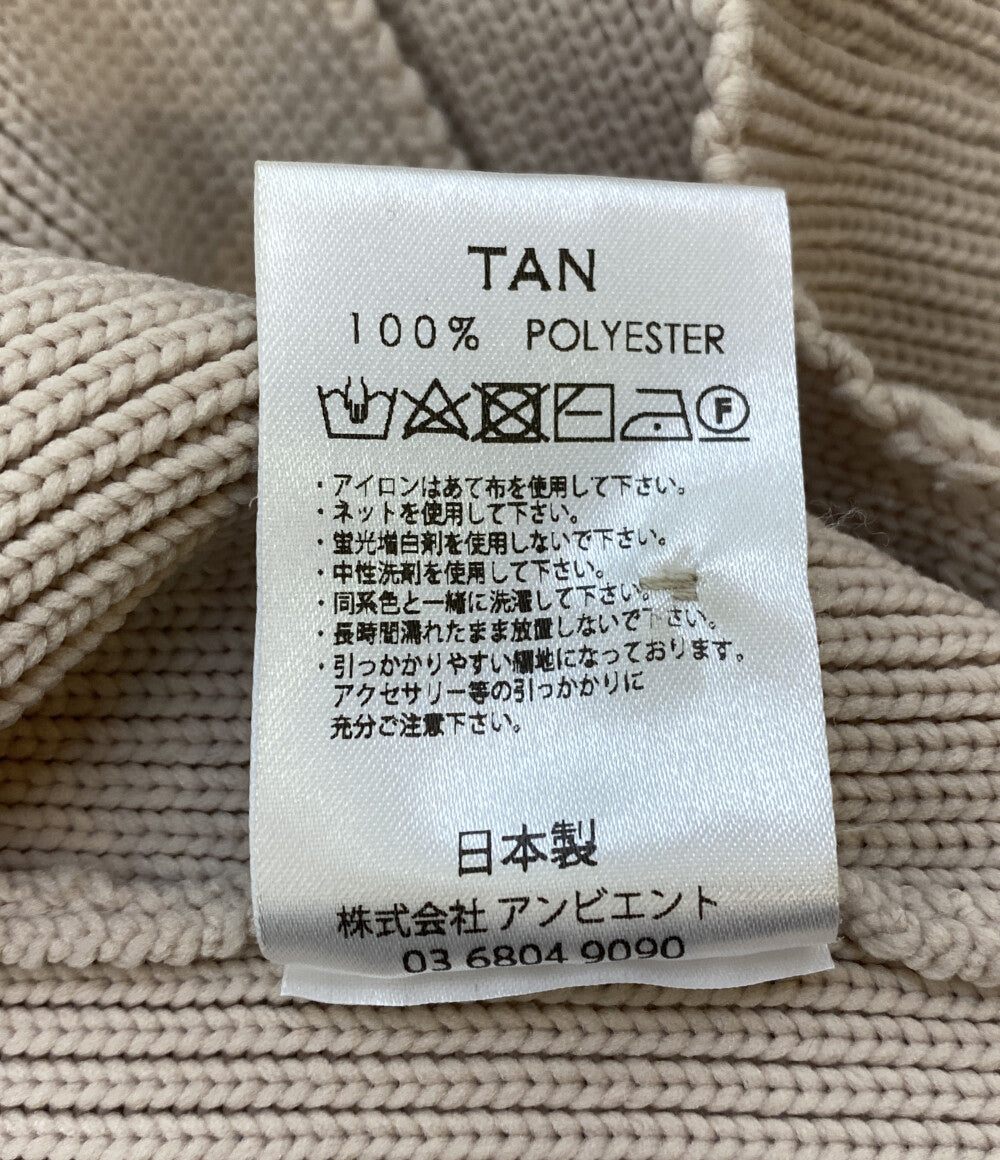 TAN
100% POLYESTER
F
・アイロンはあて布を使用して下さい。
・ネットを使用して下さい。
・蛍光増白剤を使用しないで下さい。
・中性洗剤を使用して下さい。
・同系色と一緒に洗濯して下さい。
・長時間濡れたまま放置しないで下さい。
・引っかかりやすい編地になっております。
アクセサリー等の引っかかりに
充分ご注意下さい。
日本製
株式会社 アンビエント
03 6804 9090